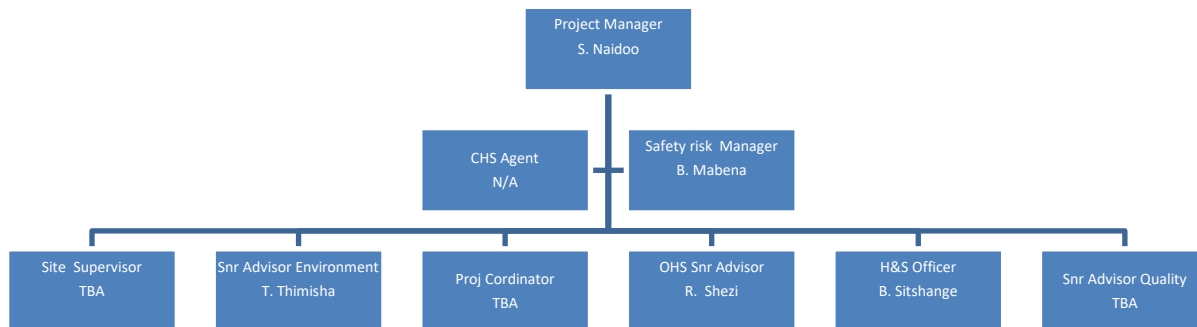 Project Manager
S. Naidoo
CHS Agent
N/A
Safety risk  Manager
B. Mabena
Site  Supervisor
TBA
Snr Advisor Environment
T. Thimisha
Proj Cordinator
TBA
OHS Snr Advisor
R.  Shezi
H&S Officer
B. Sitshange
Snr Advisor Quality
TBA